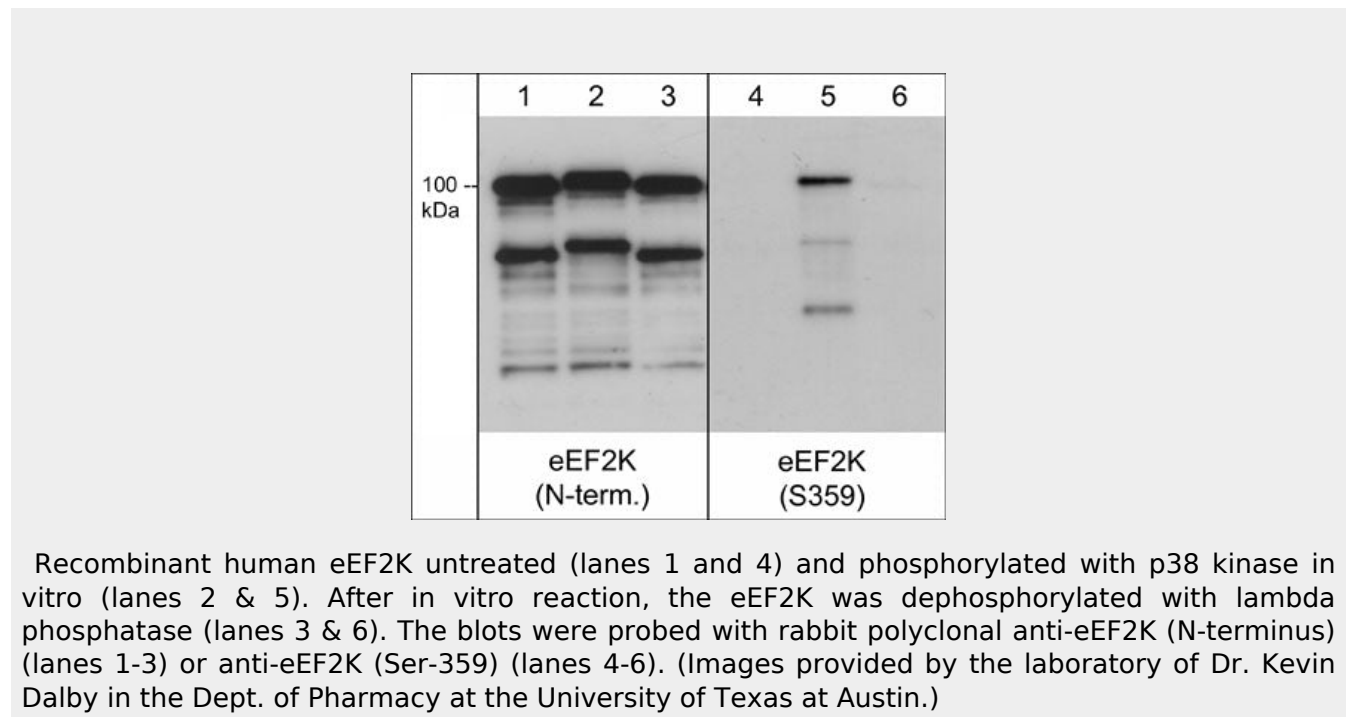 1 2 3 4 5 6
100 --
kDa
eEF2K
(N-term.)
eEF2K
(S359)
Recombinant human eEF2K untreated (lanes 1 and 4) and phosphorylated with p38 kinase in
vitro (lanes 2 & 5). After in vitro reaction, the eEF2K was dephosphorylated with lambda
phosphatase (lanes 3 & 6). The blots were probed with rabbit polyclonal anti-eEF2K (N-terminus)
(lanes 1-3) or anti-eEF2K (Ser-359) (lanes 4-6). (Images provided by the laboratory of Dr. Kevin
Dalby in the Dept. of Pharmacy at the University of Texas at Austin.)